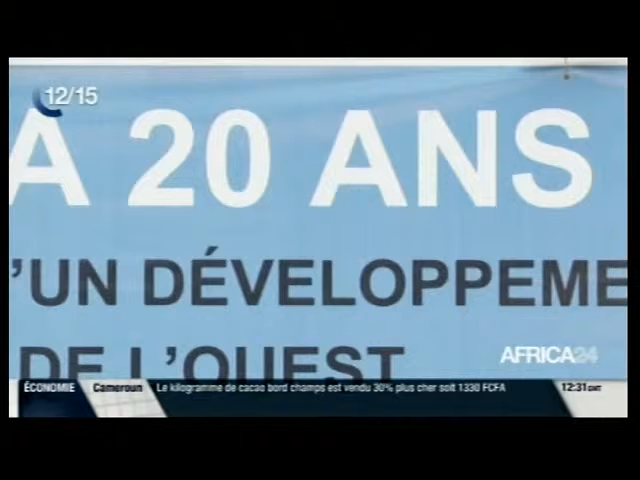 12/15
A 20 ANS
'UN DÉVELOPPEME
DE L'OUEST
AFRICA24
ÉCONOMIE Cameroun Le kilogramme de cacao bord champs est vendu 30% plus cher soit 1330 FCFA 12:31 GMT